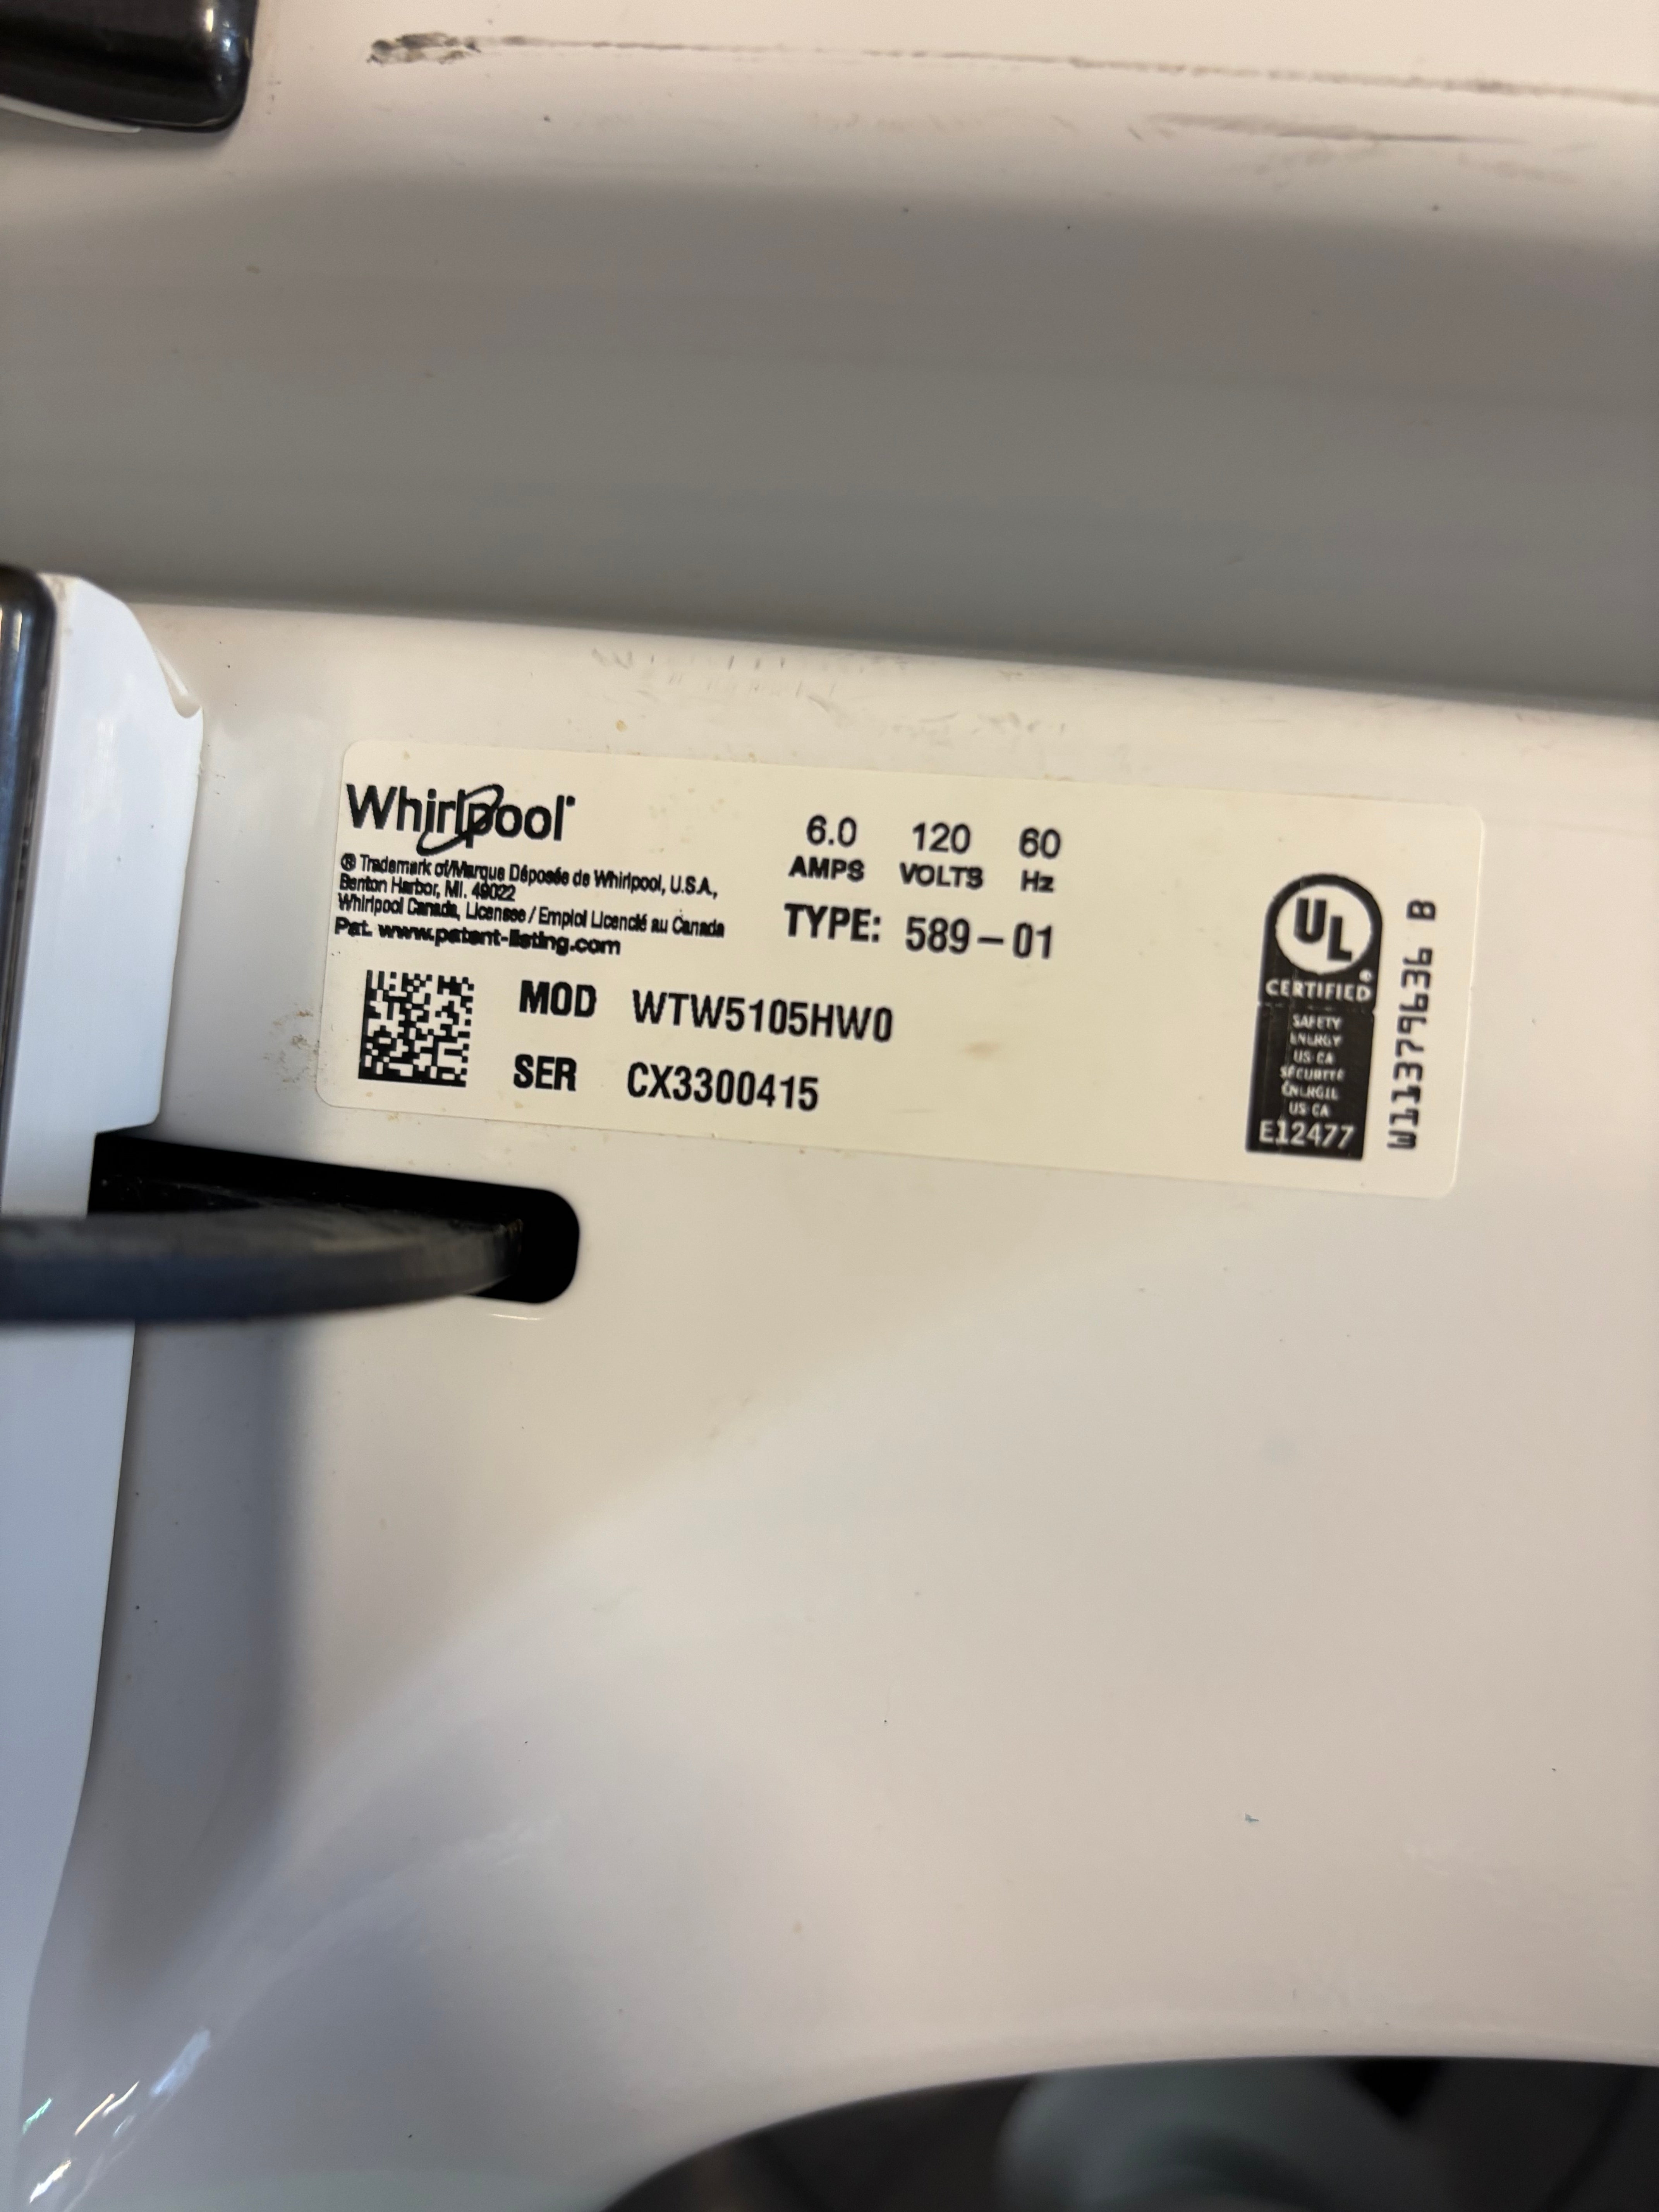 Whirlpool®
® Trademark of/Marque Déposée de Whirlpool, U.S.A.,
Benton Harbor, MI. 49022
Whirlpool Canada, Licensee / Emploi Licencié au Canada
Pat. www.patent-listing.com
6.0 120 60
AMPS VOLTS Hz
TYPE: 589-01
MOD WTW5105HW0
SER CX3300415
UL
®
CERTIFIED
SAFETY
ENERGY
US CA
SÉCURITÉ
ÉNERGIE
US CA
E12477
W11379636 B